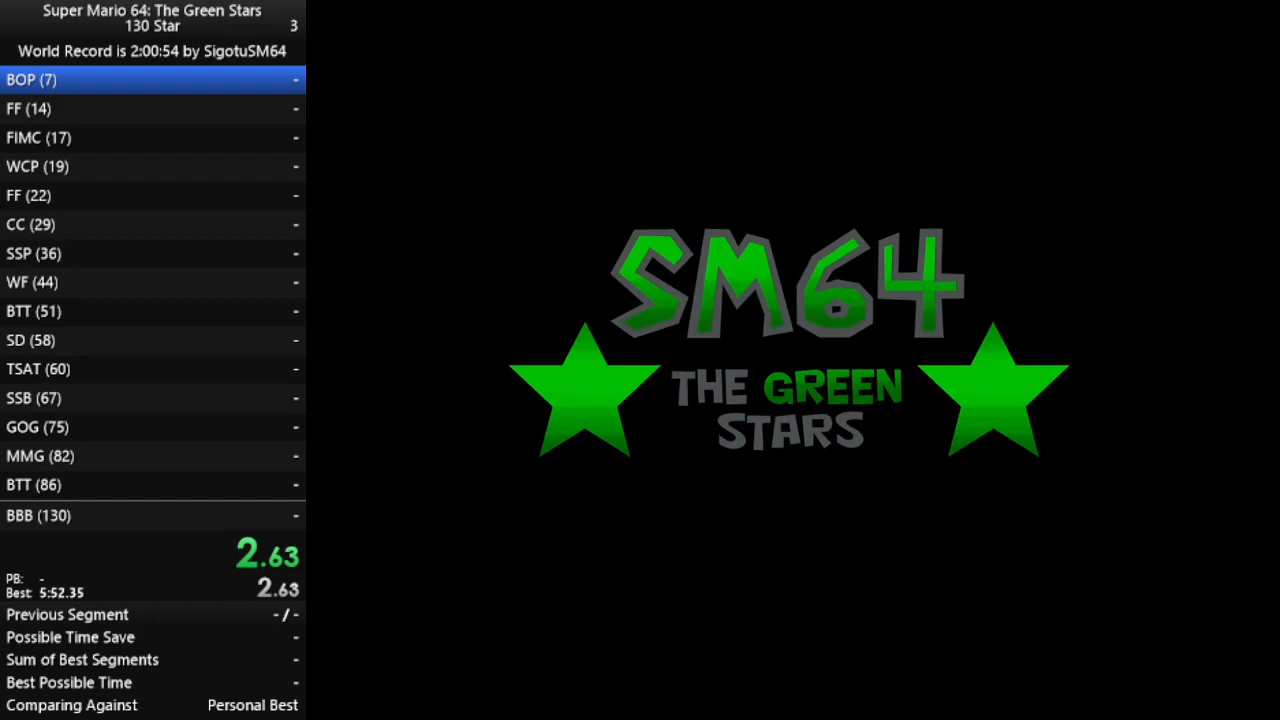 Super Mario 64: The Green Stars
130 Star 3
World Record is 2:00:54 by SigotuSM64
BOP (7) -
FF (14) -
FIMC (17) -
WCP (19) -
FF (22) -
CC (29) -
SSP (36) -
WF (44) -
BTT (51) -
SD (58) -
TSAT (60) -
SSB (67) -
GOG (75) -
MMG (82) -
BTT (86) -
BBB (130) -
2.63
PB: -
Best: 5:52.35
2.63
Previous Segment - / -
Possible Time Save -
Sum of Best Segments -
Best Possible Time -
Comparing Against Personal Best
SM64
THE GREEN
STARS